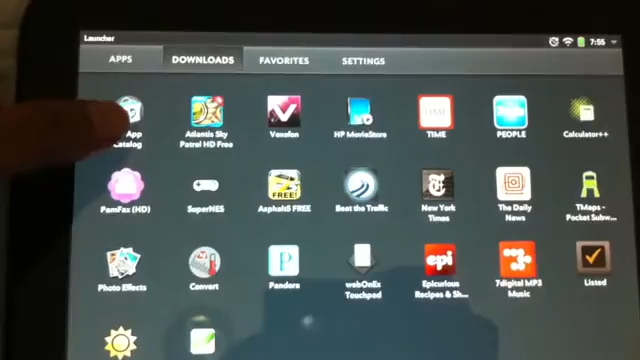 Launcher
7:55
APPS DOWNLOADS FAVORITES SETTINGS
App
Catalog
Atlantis Sky
Patrol HD Free
Voxofon
HP MovieStore
TIME
TIME
PEOPLE
Calculator++
PamFax (HD)
SuperNES
FREE!
Asphalt5 FREE
Beat the Traffic
New York
Times
The Daily
News
TMaps -
Pocket Subw...
Photo Effects
Convert
P
Pandora
webOnEx
Touchpad
epi
Epicurious
Recipes & Sh...
7digital MP3
Music
Listed